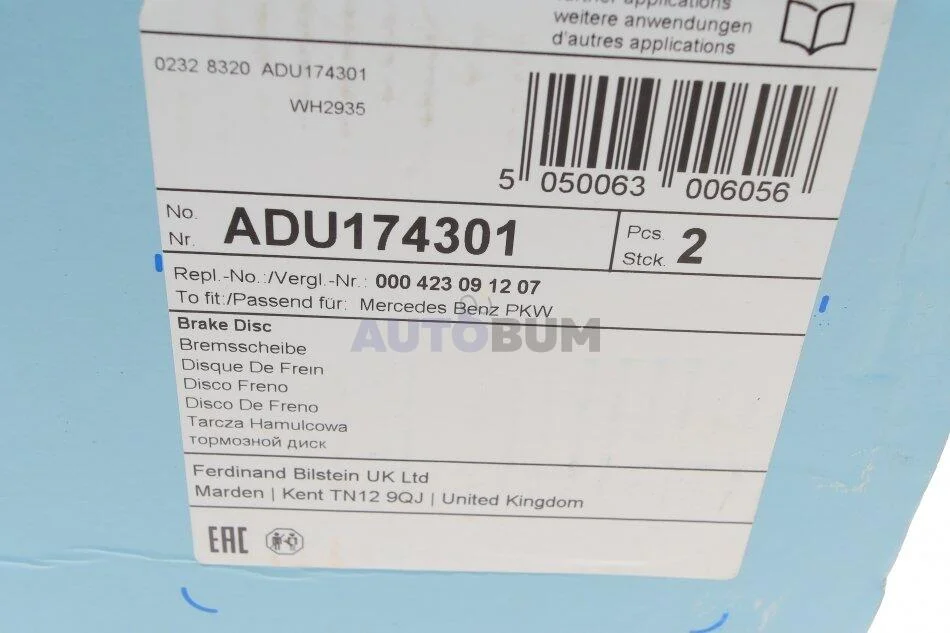 further applications
weitere anwendungen
d'autres applications
0232 8320 ADU174301
WH2935
5 050063 006056
No.
Nr.
ADU174301
Pcs.
Stck.
2
Repl.-No.:/Vergl.-Nr.: 000 423 09 12 07
To fit:/Passend für: Mercedes Benz PKW
AUTOBUM
Brake Disc
Bremsscheibe
Disque De Frein
Disco Freno
Disco De Freno
Tarcza Hamulcowa
тормозной диск
Ferdinand Bilstein UK Ltd
Marden | Kent TN12 9QJ | United Kingdom
EAC